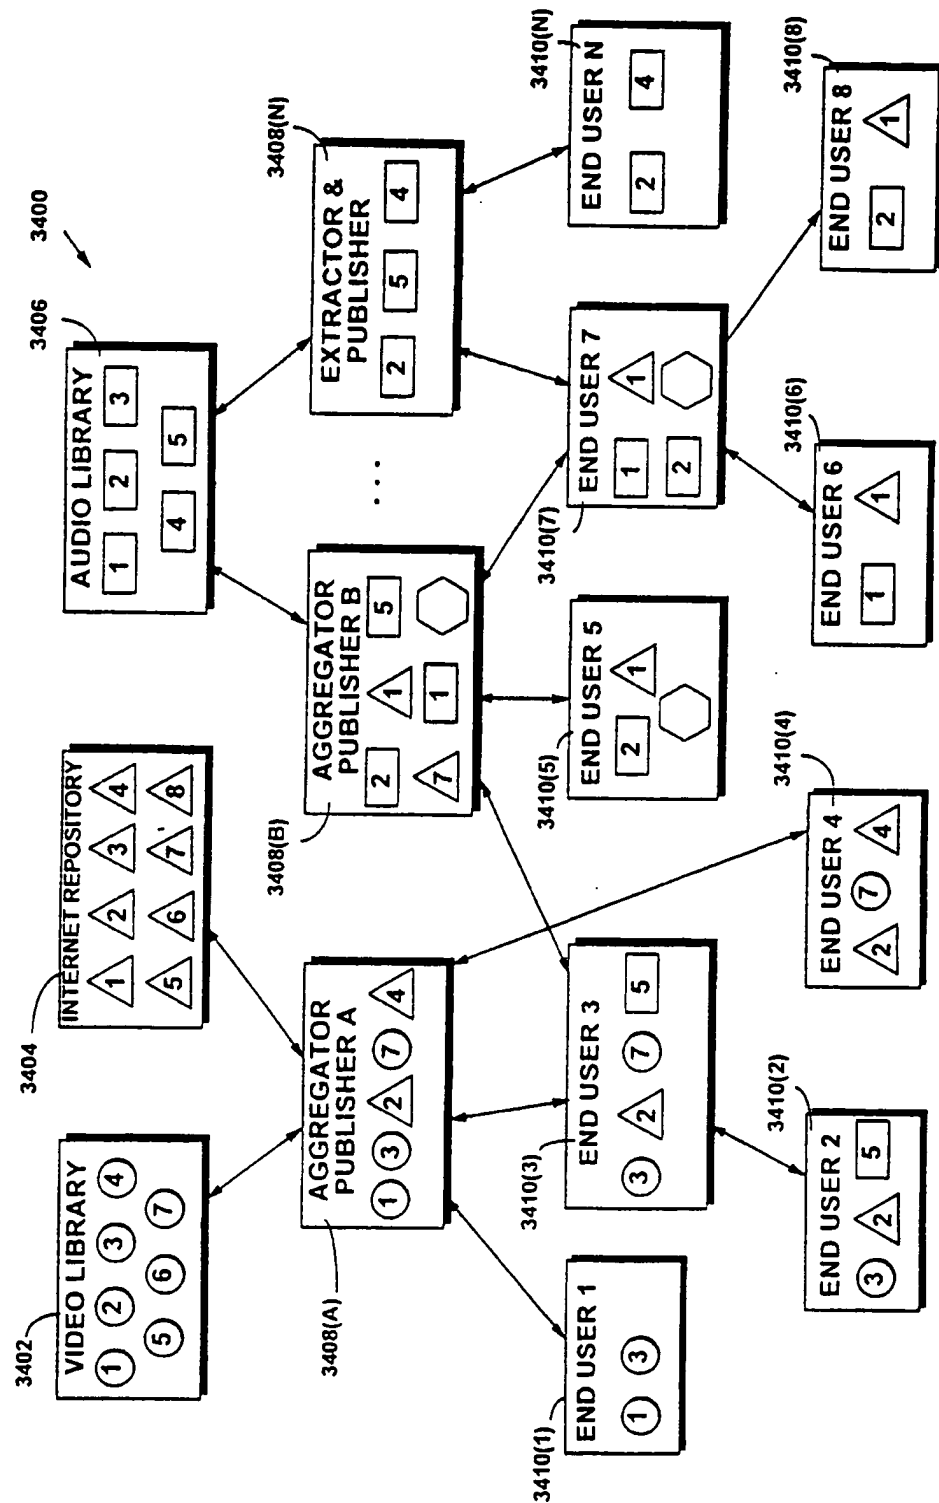 3400
3402
VIDEO LIBRARY
1 2 3 4
5 6 7
3404
INTERNET REPOSITORY
1 2 3 4
5 6 7 8
3406
AUDIO LIBRARY
1 2 3
4 5
3408(A)
AGGREGATOR
PUBLISHER A
1 3 2 7 4
3408(B)
AGGREGATOR
PUBLISHER B
2 1 5
7 1
...
3408(N)
EXTRACTOR &
PUBLISHER
2 5 4
3410(1)
END USER 1
1 3
3410(3)
END USER 3
3 2 7 5
3410(5)
END USER 5
2 1
3410(7)
END USER 7
1 1
2
3410(N)
END USER N
2 4
3410(2)
END USER 2
3 2 5
3410(4)
END USER 4
2 7 4
3410(6)
END USER 6
1 1
3410(8)
END USER 8
2 1